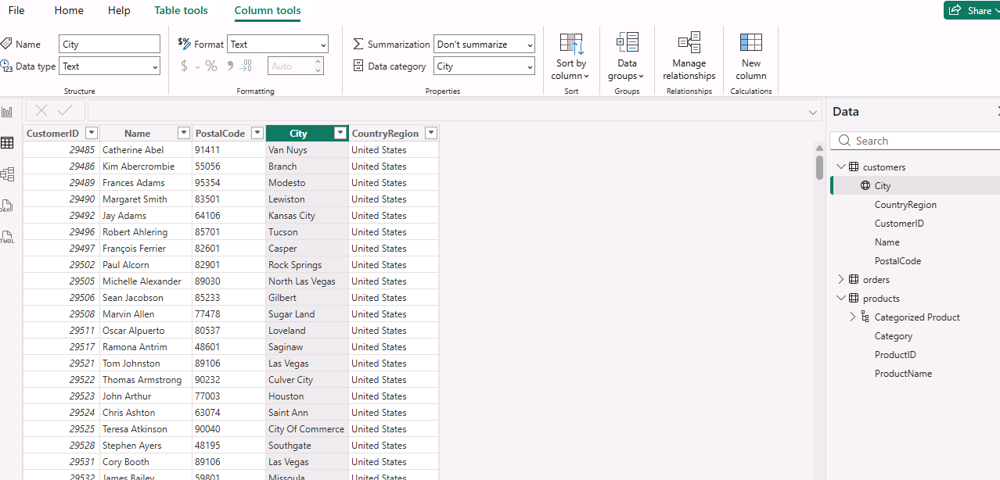 File Home Help Table tools Column tools Share
Name City
$% Format Text
Summarization Don't summarize
Data type Text
$ % Auto
Data category City
Sort by column
Data groups
Manage relationships
New column
Structure Formatting Properties Sort Groups Relationships Calculations
CustomerID Name PostalCode City CountryRegion
29485 Catherine Abel 91411 Van Nuys United States
29486 Kim Abercrombie 55056 Branch United States
29489 Frances Adams 95354 Modesto United States
29490 Margaret Smith 83501 Lewiston United States
29492 Jay Adams 64106 Kansas City United States
29496 Robert Ahlering 85701 Tucson United States
29497 François Ferrier 82601 Casper United States
29502 Paul Alcorn 82901 Rock Springs United States
29505 Michelle Alexander 89030 North Las Vegas United States
29506 Sean Jacobson 85233 Gilbert United States
29508 Marvin Allen 77478 Sugar Land United States
29511 Oscar Alpuerto 80537 Loveland United States
29517 Ramona Antrim 48601 Saginaw United States
29521 Tom Johnston 89106 Las Vegas United States
29522 Thomas Armstrong 90232 Culver City United States
29523 John Arthur 77003 Houston United States
29524 Chris Ashton 63074 Saint Ann United States
29525 Teresa Atkinson 90040 City Of Commerce United States
29528 Stephen Ayers 48195 Southgate United States
29531 Cory Booth 89106 Las Vegas United States
29532 James Bailey 59801 Missoula United States
DAX
TMDL
Data
Search
customers
City
CountryRegion
CustomerID
Name
PostalCode
orders
products
Categorized Product
Category
ProductID
ProductName